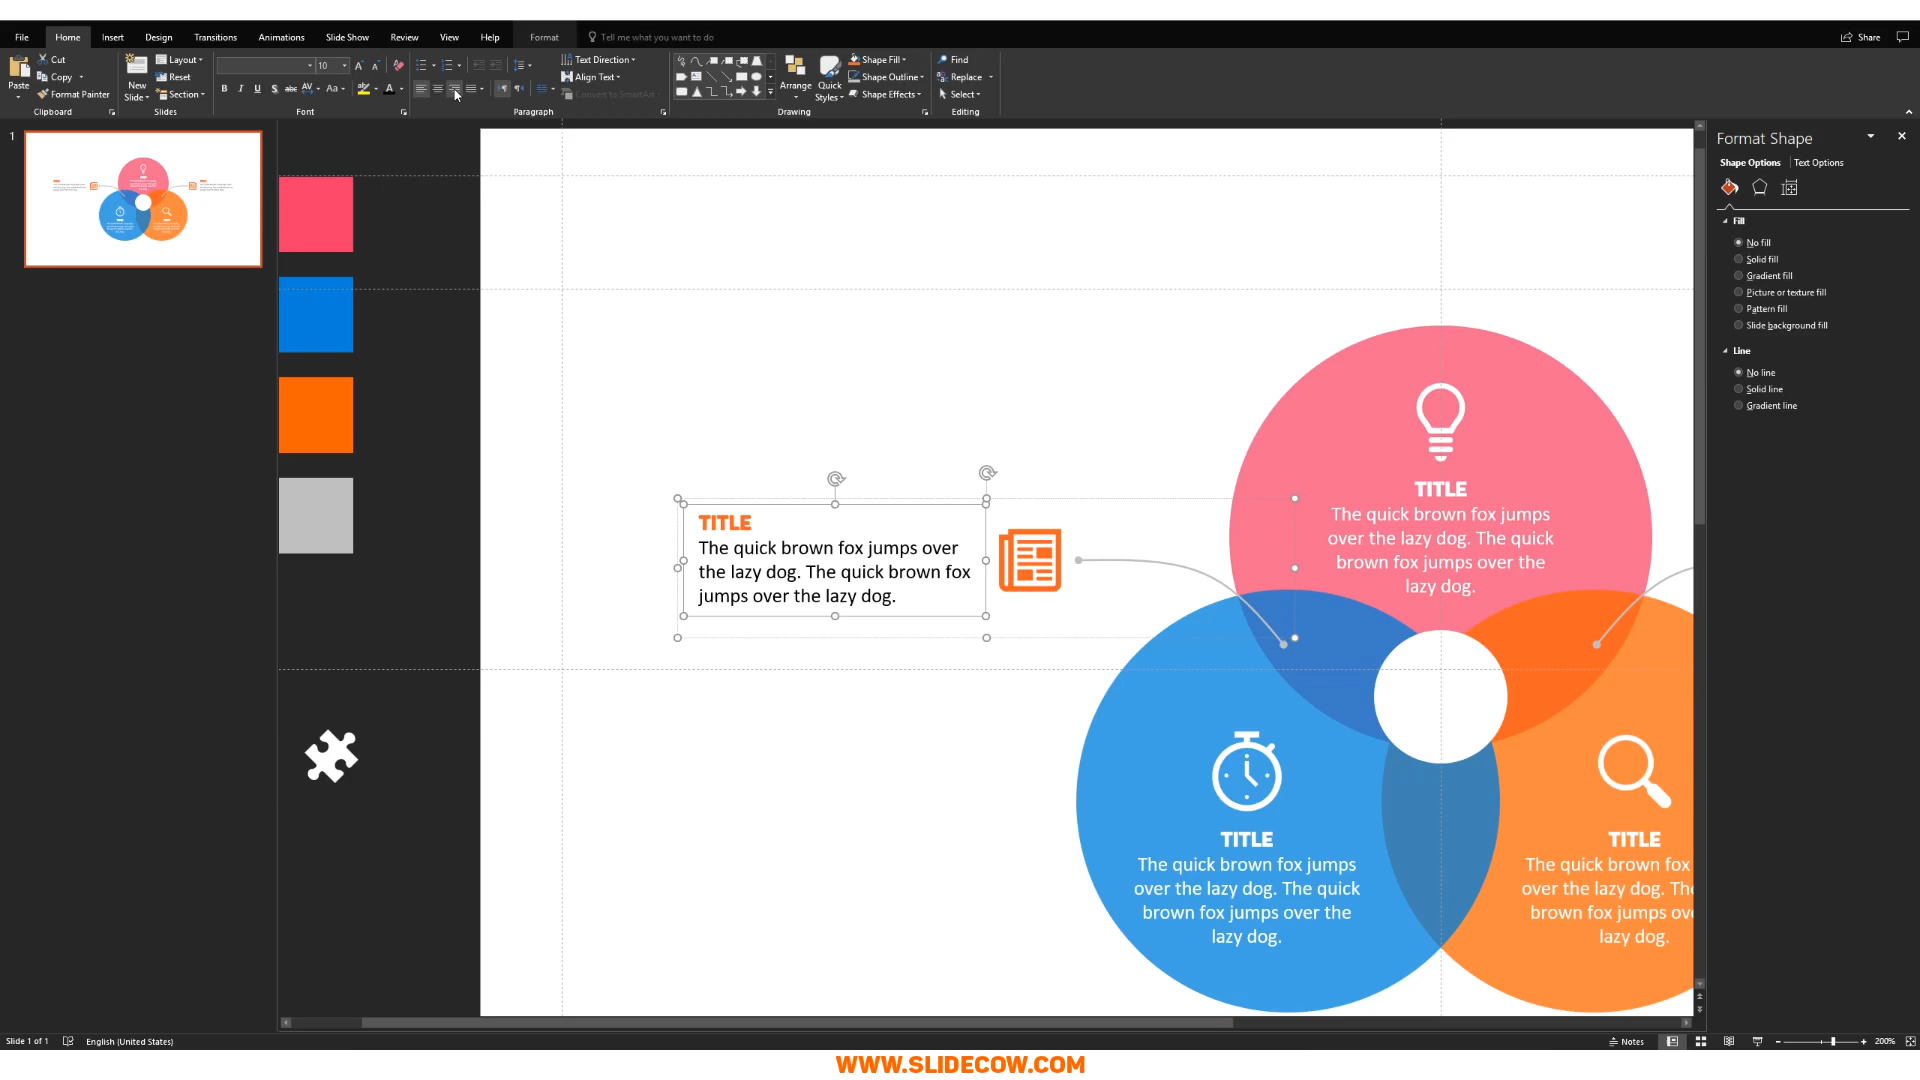 File Home Insert Design Transitions Animations Slide Show Review View Help Format Tell me what you want to do Share
Paste Cut Copy Format Painter
Clipboard
New Slide Layout Reset Section
Slides
10
B I U S abc AV Aa A
Font
Text Direction
Align Text
Convert to SmartArt
Paragraph
Arrange Quick Styles
Shape Fill
Shape Outline
Shape Effects
Drawing
Find
Replace
Select
Editing
1
Format Shape
Shape Options Text Options
Fill
No fill
Solid fill
Gradient fill
Picture or texture fill
Pattern fill
Slide background fill
Line
No line
Solid line
Gradient line
TITLE
The quick brown fox jumps over
the lazy dog. The quick brown fox
jumps over the lazy dog.
TITLE
The quick brown fox jumps
over the lazy dog. The quick
brown fox jumps over the
lazy dog.
TITLE
The quick brown fox jumps
over the lazy dog. The quick
brown fox jumps over the
lazy dog.
TITLE
The quick brown fox
over the lazy dog. The
brown fox jumps ov
lazy dog.
Slide 1 of 1 English (United States) Notes 200%
WWW.SLIDECOW.COM